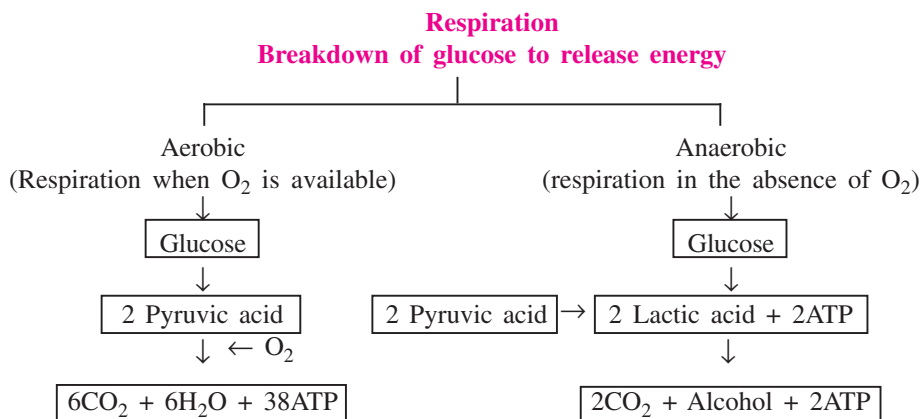 Respiration
Breakdown of glucose to release energy
Aerobic
(Respiration when O₂ is available)
Glucose
2 Pyruvic acid
← O₂
6CO₂ + 6H₂O + 38ATP
Anaerobic
(respiration in the absence of O₂)
Glucose
2 Pyruvic acid → 2 Lactic acid + 2ATP
2CO₂ + Alcohol + 2ATP